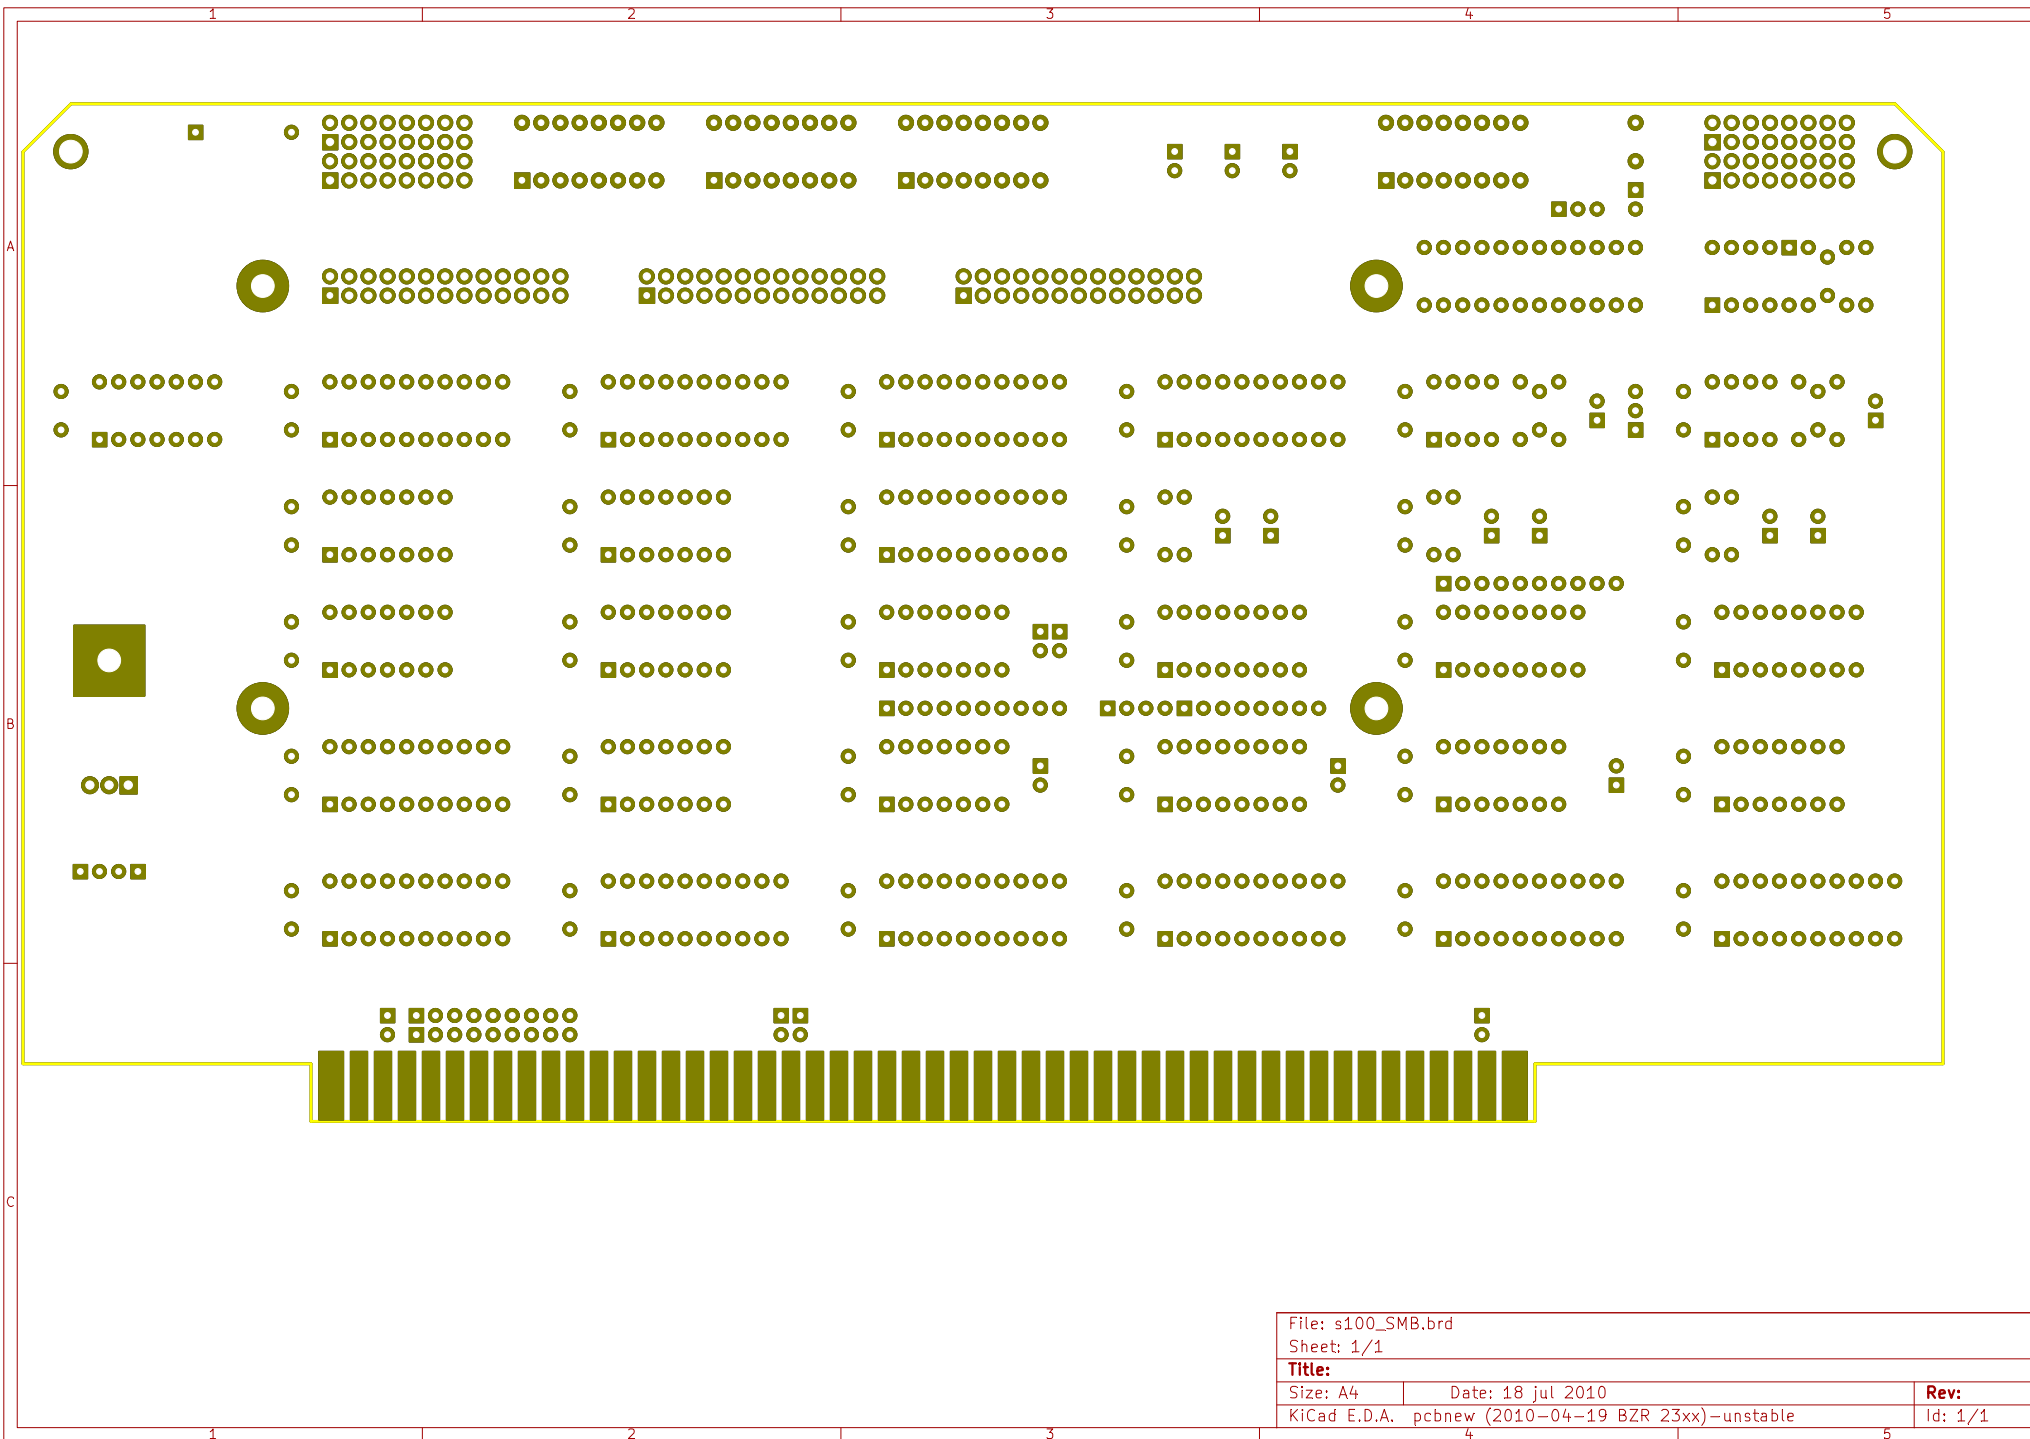 1 2 3 4 5
A
B
C
File: s100_SMB.brd
Sheet: 1/1
Title:
Size: A4 Date: 18 jul 2010 Rev:
KiCad E.D.A. pcbnew (2010-04-19 BZR 23xx)-unstable Id: 1/1
1 2 3 4 5